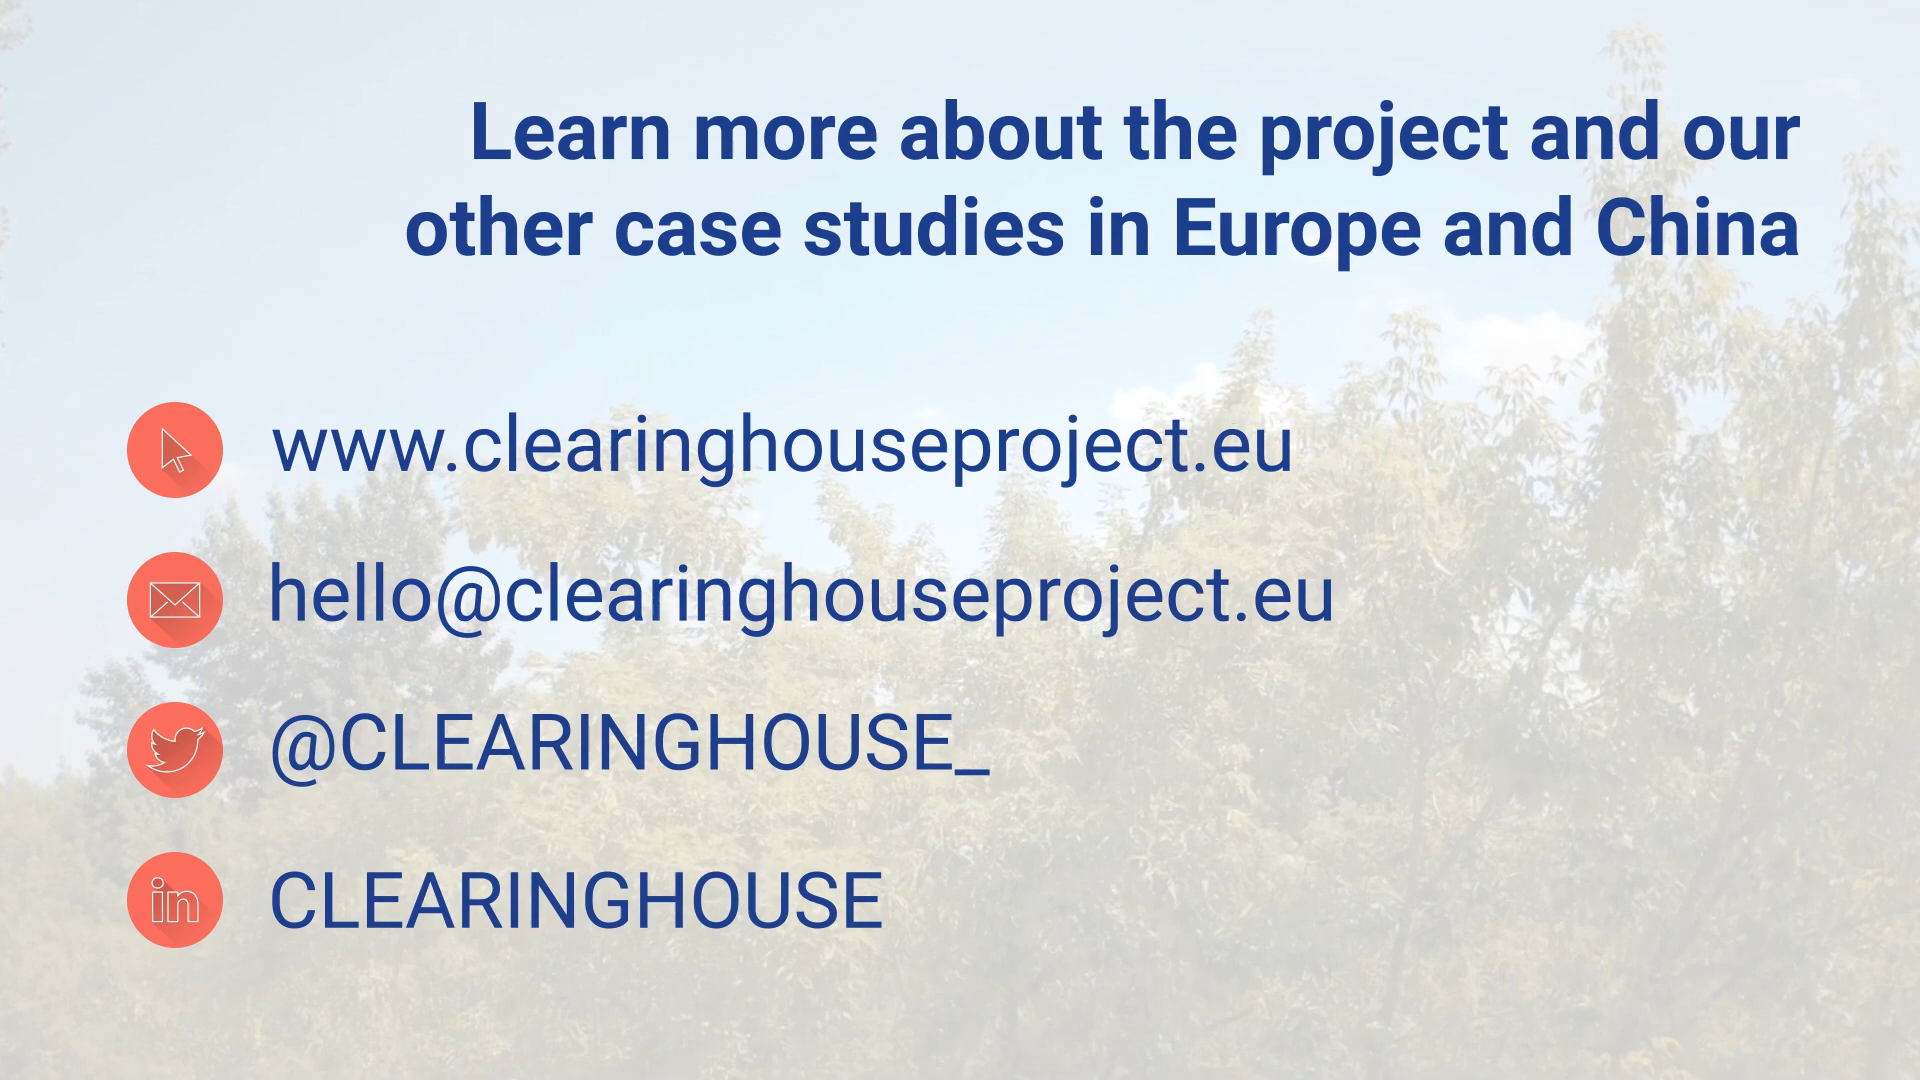 Learn more about the project and our
other case studies in Europe and China
www.clearinghouseproject.eu
hello@clearinghouseproject.eu
@CLEARINGHOUSE_
in CLEARINGHOUSE